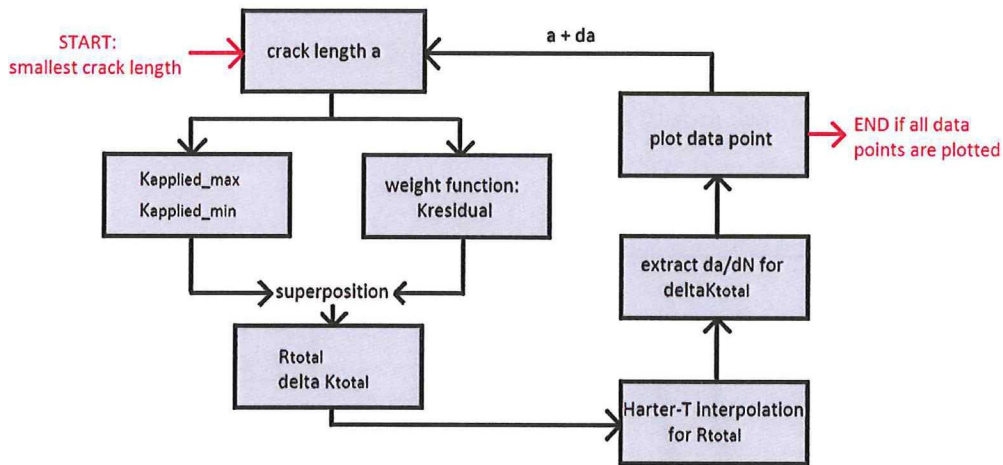 START:
smallest crack length
crack length a
a + da
Kapplied_max
Kapplied_min
weight function:
Kresidual
superposition
Rtotal
delta Ktotal
Harter-T Interpolation
for Rtotal
extract da/dN for
deltaKtotal
plot data point
END if all data
points are plotted